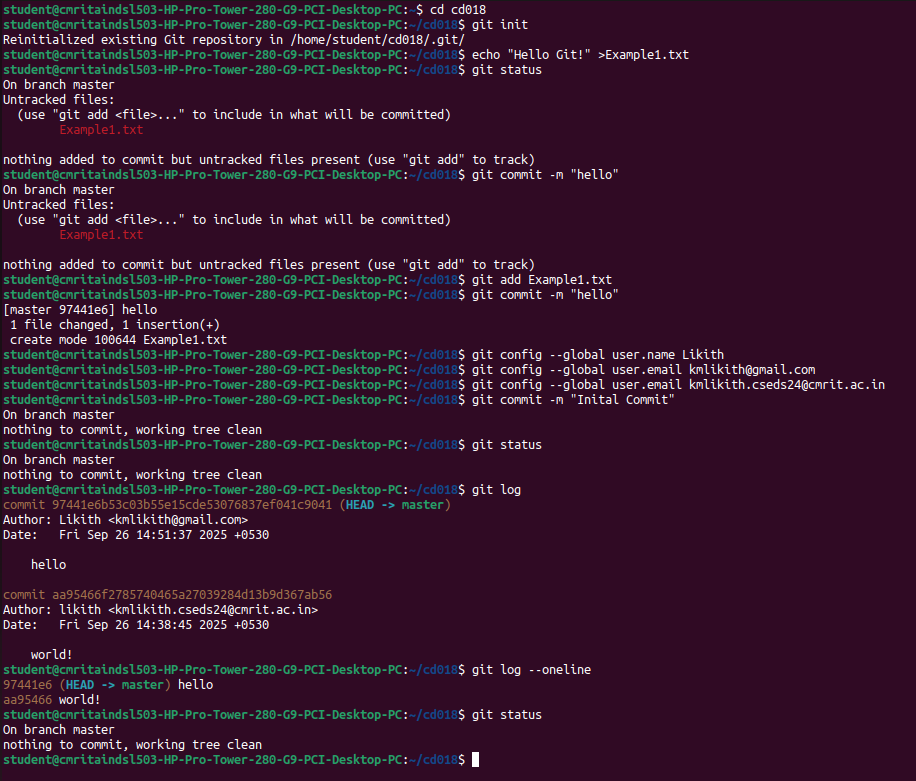 student@cmritaindsl503-HP-Pro-Tower-280-G9-PCI-Desktop-PC:~$ cd cd018
student@cmritaindsl503-HP-Pro-Tower-280-G9-PCI-Desktop-PC:~/cd018$ git init
Reinitialized existing Git repository in /home/student/cd018/.git/
student@cmritaindsl503-HP-Pro-Tower-280-G9-PCI-Desktop-PC:~/cd018$ echo "Hello Git!" >Example1.txt
student@cmritaindsl503-HP-Pro-Tower-280-G9-PCI-Desktop-PC:~/cd018$ git status
On branch master
Untracked files:
  (use "git add <file>..." to include in what will be committed)
        Example1.txt

nothing added to commit but untracked files present (use "git add" to track)
student@cmritaindsl503-HP-Pro-Tower-280-G9-PCI-Desktop-PC:~/cd018$ git commit -m "hello"
On branch master
Untracked files:
  (use "git add <file>..." to include in what will be committed)
        Example1.txt

nothing added to commit but untracked files present (use "git add" to track)
student@cmritaindsl503-HP-Pro-Tower-280-G9-PCI-Desktop-PC:~/cd018$ git add Example1.txt
student@cmritaindsl503-HP-Pro-Tower-280-G9-PCI-Desktop-PC:~/cd018$ git commit -m "hello"
[master 97441e6] hello
 1 file changed, 1 insertion(+)
 create mode 100644 Example1.txt
student@cmritaindsl503-HP-Pro-Tower-280-G9-PCI-Desktop-PC:~/cd018$ git config --global user.name Likith
student@cmritaindsl503-HP-Pro-Tower-280-G9-PCI-Desktop-PC:~/cd018$ git config --global user.email kmlikith@gmail.com
student@cmritaindsl503-HP-Pro-Tower-280-G9-PCI-Desktop-PC:~/cd018$ git config --global user.email kmlikith.cseds24@cmrit.ac.in
student@cmritaindsl503-HP-Pro-Tower-280-G9-PCI-Desktop-PC:~/cd018$ git commit -m "Inital Commit"
On branch master
nothing to commit, working tree clean
student@cmritaindsl503-HP-Pro-Tower-280-G9-PCI-Desktop-PC:~/cd018$ git status
On branch master
nothing to commit, working tree clean
student@cmritaindsl503-HP-Pro-Tower-280-G9-PCI-Desktop-PC:~/cd018$ git log
commit 97441e6b53c03b55e15cde53076837ef041c9041 (HEAD -> master)
Author: Likith <kmlikith@gmail.com>
Date:   Fri Sep 26 14:51:37 2025 +0530

    hello

commit aa95466f2785740465a27039284d13b9d367ab56
Author: likith <kmlikith.cseds24@cmrit.ac.in>
Date:   Fri Sep 26 14:38:45 2025 +0530

    world!
student@cmritaindsl503-HP-Pro-Tower-280-G9-PCI-Desktop-PC:~/cd018$ git log --oneline
97441e6 (HEAD -> master) hello
aa95466 world!
student@cmritaindsl503-HP-Pro-Tower-280-G9-PCI-Desktop-PC:~/cd018$ git status
On branch master
nothing to commit, working tree clean
student@cmritaindsl503-HP-Pro-Tower-280-G9-PCI-Desktop-PC:~/cd018$